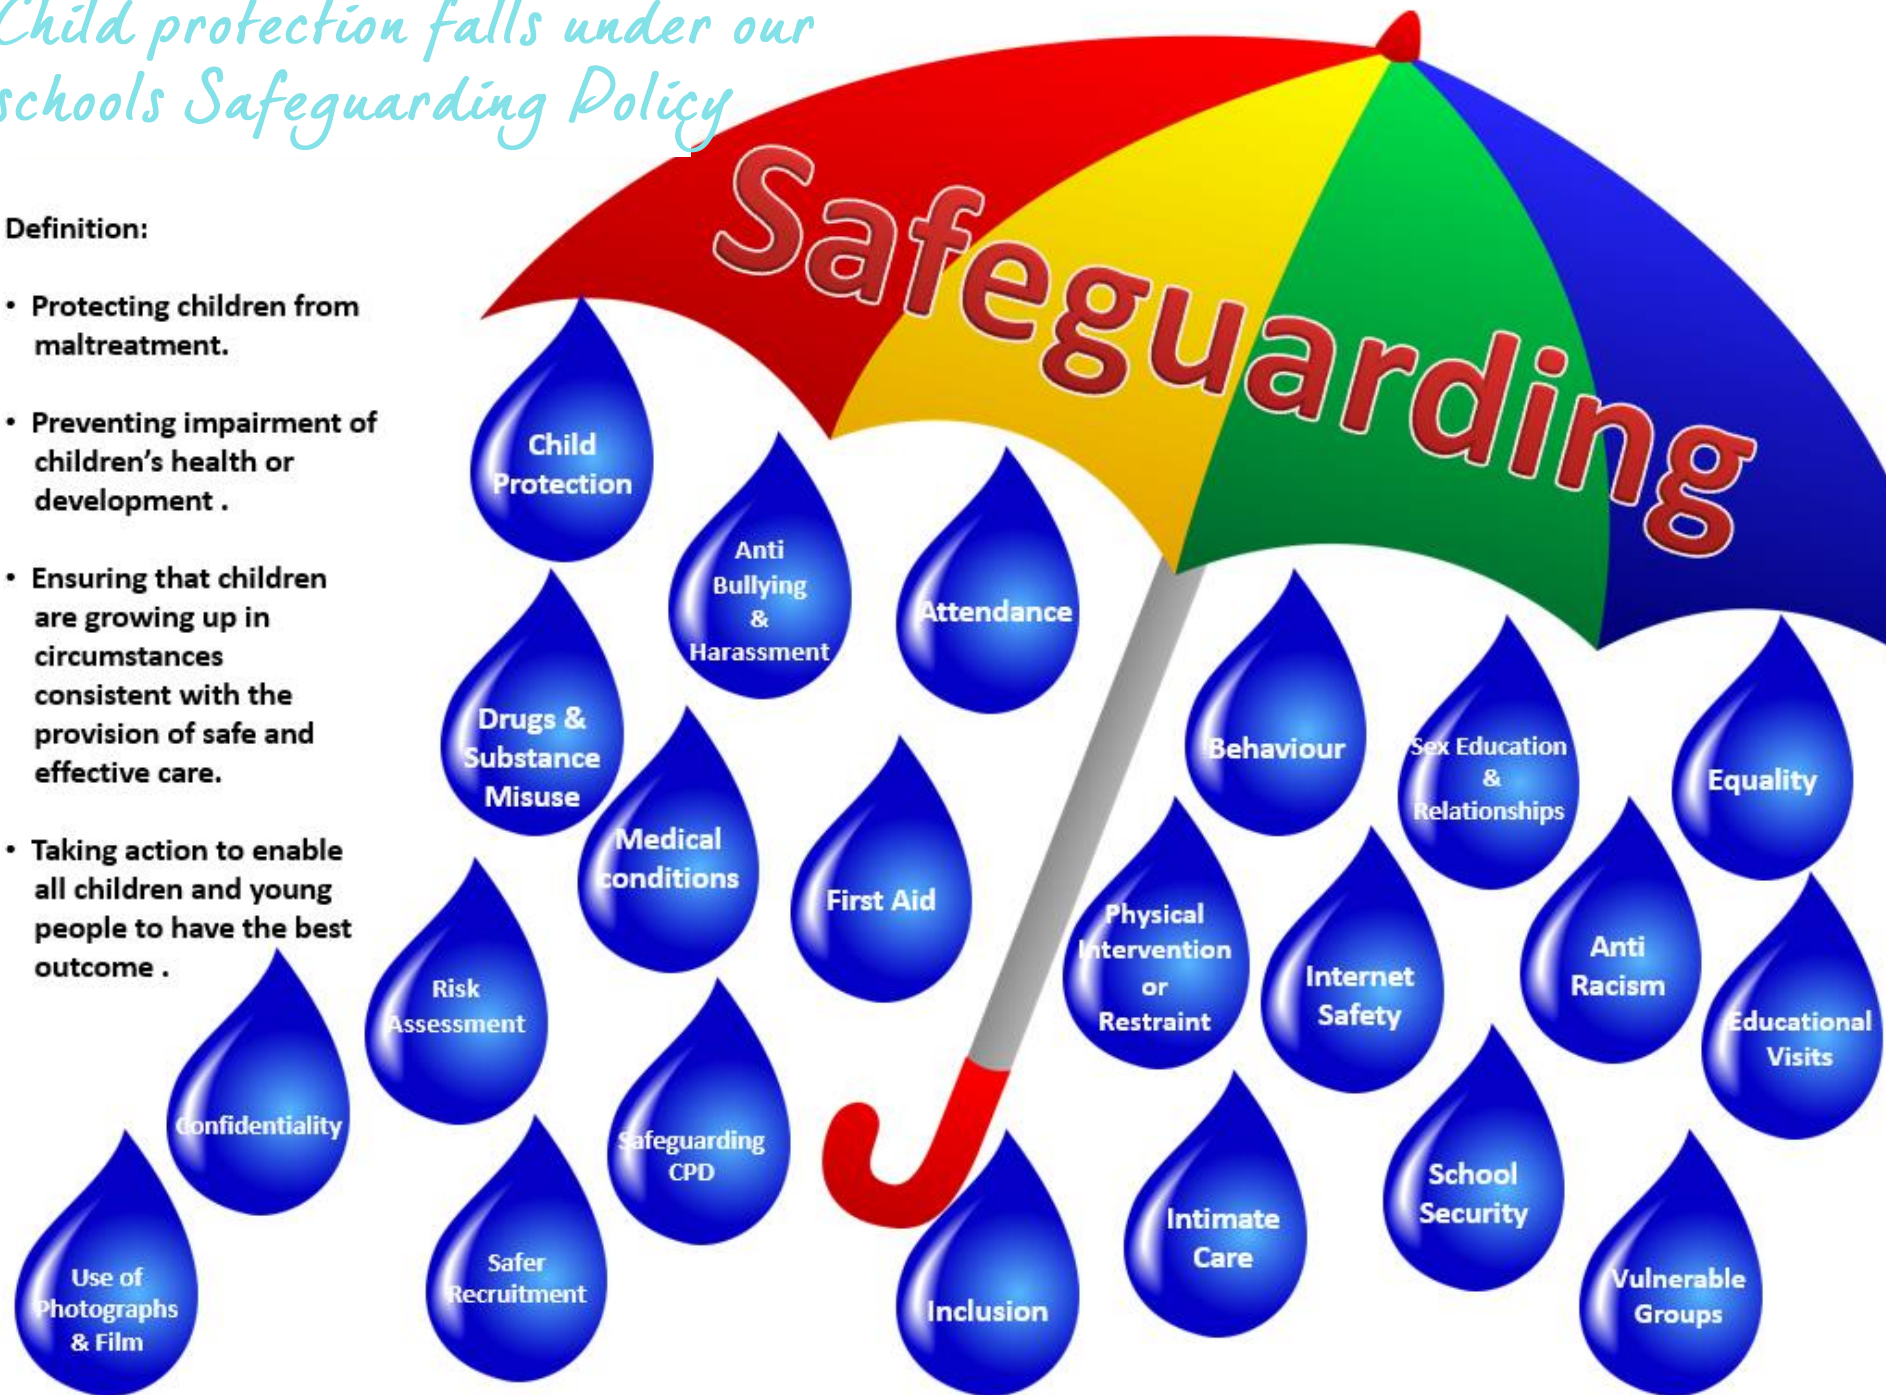 Child protection falls under our
schools Safeguarding Policy
Safeguarding
Definition:
• Protecting children from
maltreatment.
• Preventing impairment of
children's health or
development .
• Ensuring that children
are growing up in
circumstances
consistent with the
provision of safe and
effective care.
• Taking action to enable
all children and young
people to have the best
outcome .
Child
Protection
Anti
Bullying
&
Harassment
Attendance
Drugs &
Substance
Misuse
Medical
conditions
First Aid
Behaviour
Sex Education
&
Relationships
Equality
Physical
Intervention
or
Restraint
Internet
Safety
Anti
Racism
Educational
Visits
Risk
Assessment
Confidentiality
Safeguarding
CPD
Use of
Photographs
& Film
Safer
Recruitment
Inclusion
Intimate
Care
School
Security
Vulnerable
Groups